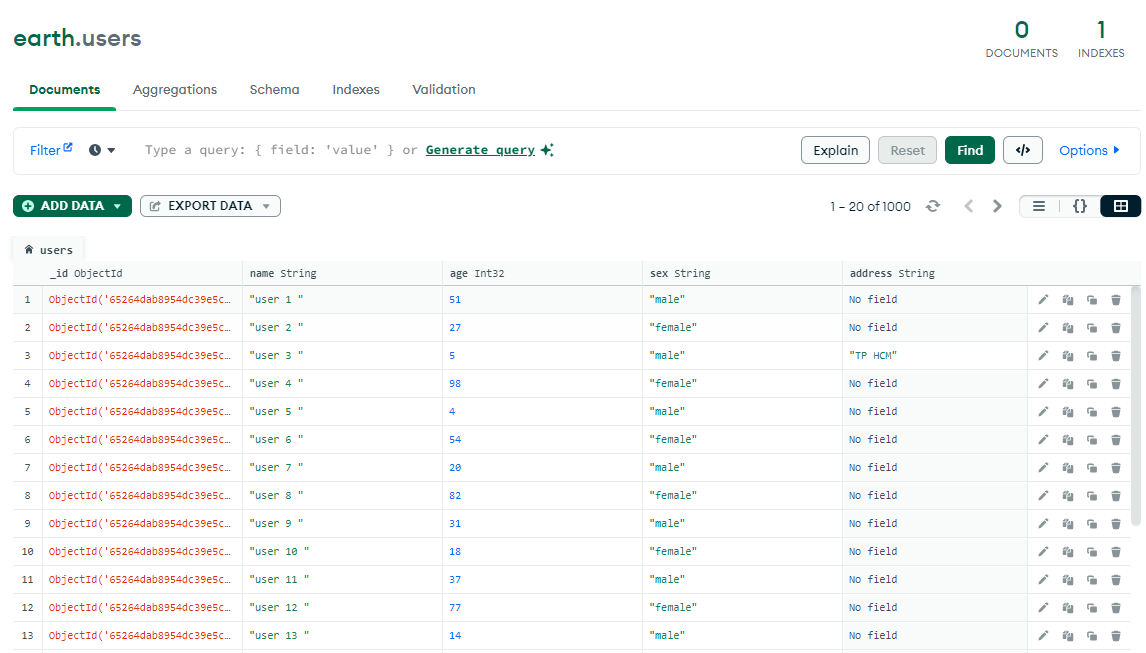 earth.users
0 1
DOCUMENTS INDEXES
Documents Aggregations Schema Indexes Validation
Filter Type a query: { field: 'value' } or Generate query Explain Reset Find </> Options
ADD DATA EXPORT DATA 1 – 20 of 1000 {}
users
_id ObjectId name String age Int32 sex String address String
1 ObjectId('65264dab8954dc39e5c… "user 1 " 51 "male" No field
2 ObjectId('65264dab8954dc39e5c… "user 2 " 27 "female" No field
3 ObjectId('65264dab8954dc39e5c… "user 3 " 5 "male" "TP HCM"
4 ObjectId('65264dab8954dc39e5c… "user 4 " 98 "female" No field
5 ObjectId('65264dab8954dc39e5c… "user 5 " 4 "male" No field
6 ObjectId('65264dab8954dc39e5c… "user 6 " 54 "female" No field
7 ObjectId('65264dab8954dc39e5c… "user 7 " 20 "male" No field
8 ObjectId('65264dab8954dc39e5c… "user 8 " 82 "female" No field
9 ObjectId('65264dab8954dc39e5c… "user 9 " 31 "male" No field
10 ObjectId('65264dab8954dc39e5c… "user 10 " 18 "female" No field
11 ObjectId('65264dab8954dc39e5c… "user 11 " 37 "male" No field
12 ObjectId('65264dab8954dc39e5c… "user 12 " 77 "female" No field
13 ObjectId('65264dab8954dc39e5c… "user 13 " 14 "male" No field